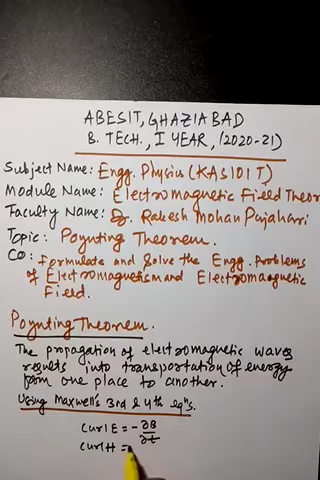 ABESIT, GHAZIABAD
B. TECH., I YEAR, (2020-21)
Subject Name: Engg. Physics (KAS101T)
Module Name: Electromagnetic Field Theor
Faculty Name: Dr. Rakesh Mohan Pujahari
Topic: Poynting Theorem.
CO: Formulate and Solve the Engg. Problems
of Electromagnetism and Electromagnetic
Field.
Poynting Theorem.
The propagation of electromagnetic waves
results into transportation of energy
from one place to another.
Using Maxwell's 3rd & 4th eqns.
Curl E = - ∂B/∂t
Curl H =